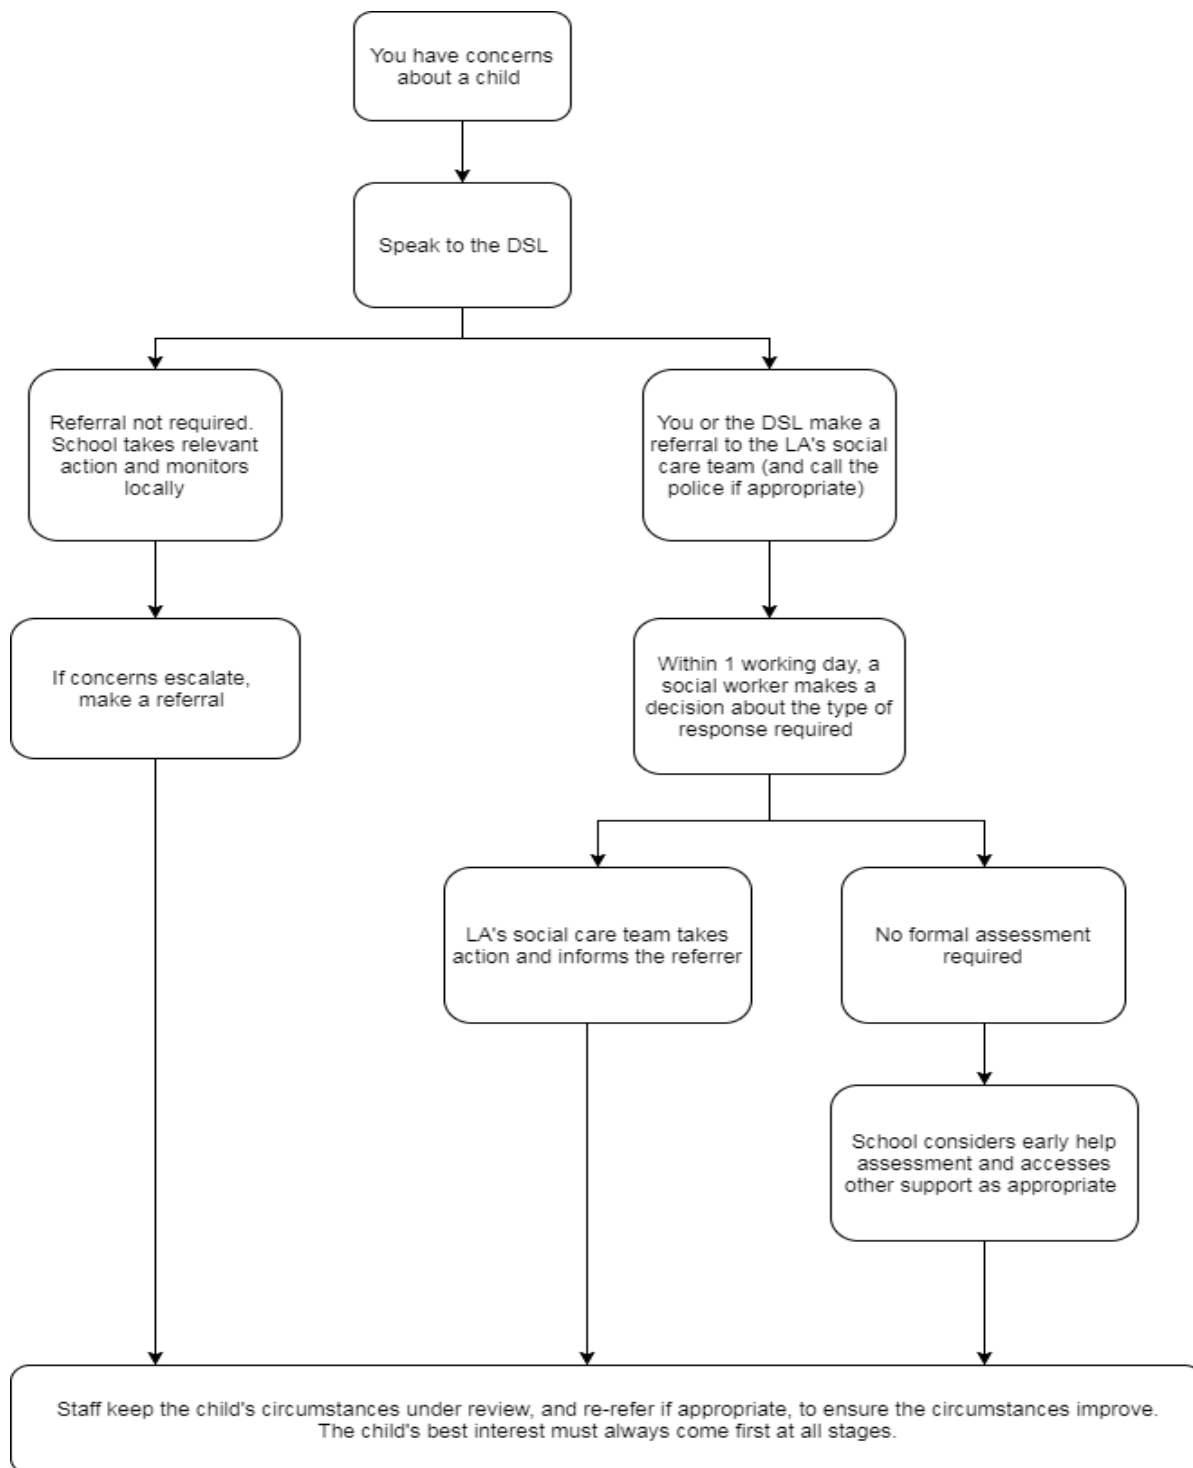 You have concerns
about a child
Speak to the DSL
Referral not required.
School takes relevant
action and monitors
locally
You or the DSL make a
referral to the LA's social
care team (and call the
police if appropriate)
If concerns escalate,
make a referral
Within 1 working day, a
social worker makes a
decision about the type of
response required
LA's social care team takes
action and informs the referrer
No formal assessment
required
School considers early help
assessment and accesses
other support as appropriate
Staff keep the child's circumstances under review, and re-refer if appropriate, to ensure the circumstances improve.
The child's best interest must always come first at all stages.